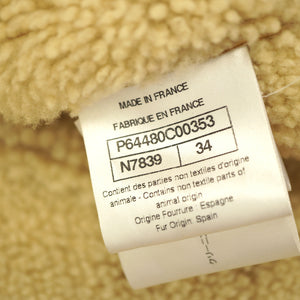 MADE IN FRANCE
FABRIQUE EN FRANCE
P64480C00353
N7839 34
Contient des parties non textiles d'origine
animale - Contains non textile parts of
animal origin
Origine Fourrure : Espagne
Fur Origin: Spain